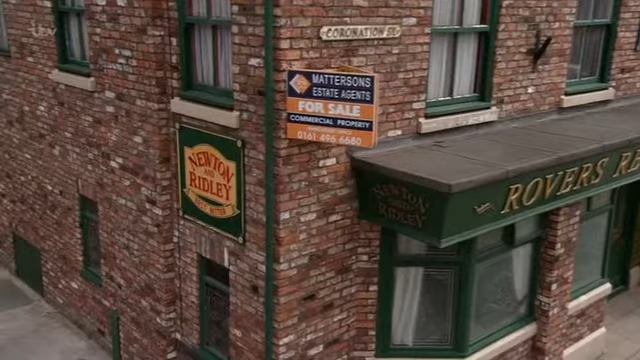 itv
CORONATION ST.
MATTERSONS
ESTATE AGENTS
FOR SALE
COMMERCIAL PROPERTY
0161 496 6680
NEWTON
AND
RIDLEY
NEWTON
RIDLEY
ROVERS RE